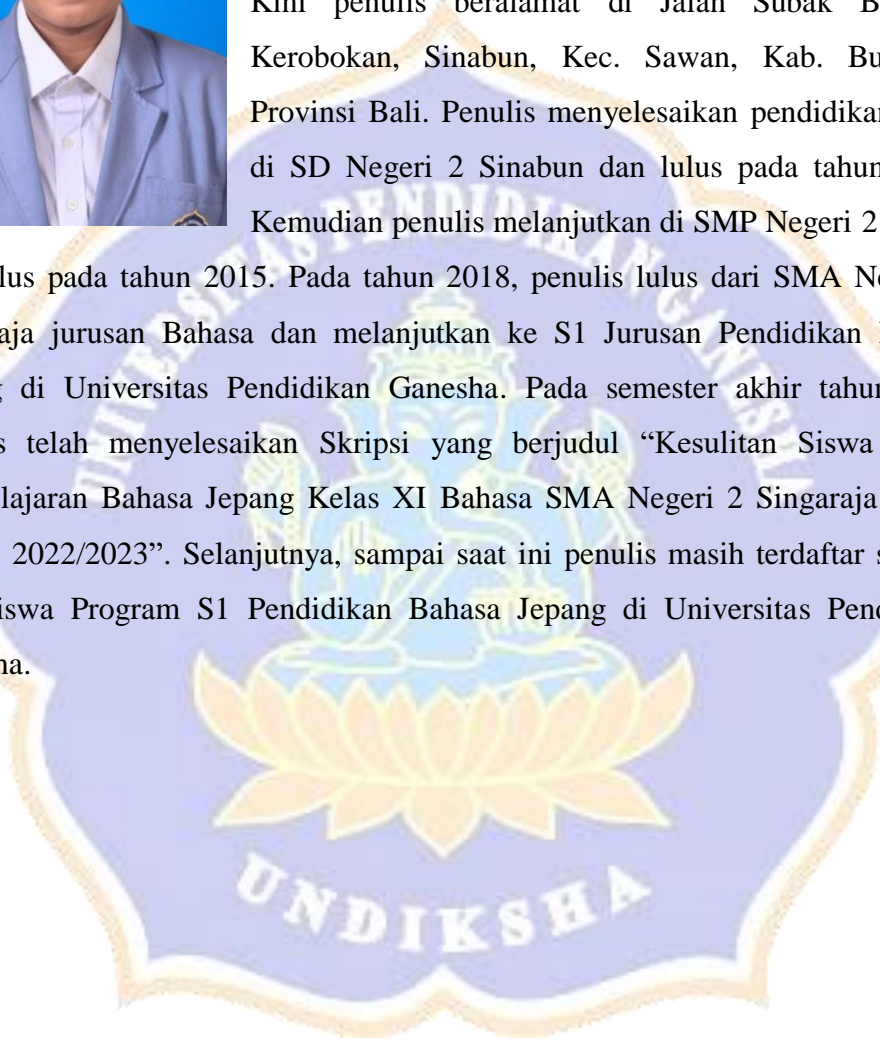 Kini penulis beralamat di Jalan Subak B
Kerobokan, Sinabun, Kec. Sawan, Kab. Bu
Provinsi Bali. Penulis menyelesaikan pendidikan
di SD Negeri 2 Sinabun dan lulus pada tahun
Kemudian penulis melanjutkan di SMP Negeri 2
lus pada tahun 2015. Pada tahun 2018, penulis lulus dari SMA Ne
aja jurusan Bahasa dan melanjutkan ke S1 Jurusan Pendidikan
g di Universitas Pendidikan Ganesha. Pada semester akhir tahun
s telah menyelesaikan Skripsi yang berjudul “Kesulitan Siswa
elajaran Bahasa Jepang Kelas XI Bahasa SMA Negeri 2 Singaraja
2022/2023”. Selanjutnya, sampai saat ini penulis masih terdaftar s
iswa Program S1 Pendidikan Bahasa Jepang di Universitas Pend
na.
UNIVERSITAS PENDIDIKAN GANESHA
UNDIKSHA